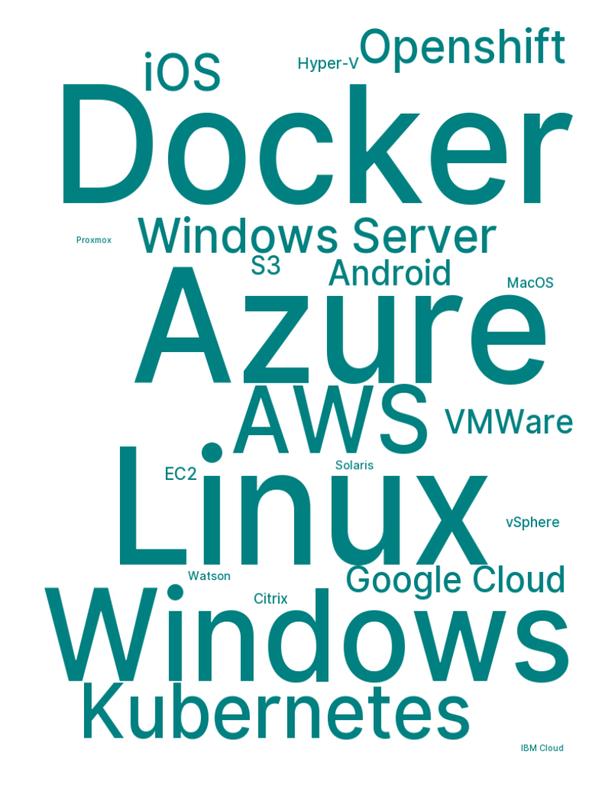 Openshift
iOS
Hyper-V
Docker
Windows Server
Proxmox
S3
Android
MacOS
Azure
AWS
VMWare
Linux
Solaris
EC2
vSphere
Watson
Google Cloud
Citrix
Windows
Kubernetes
IBM Cloud